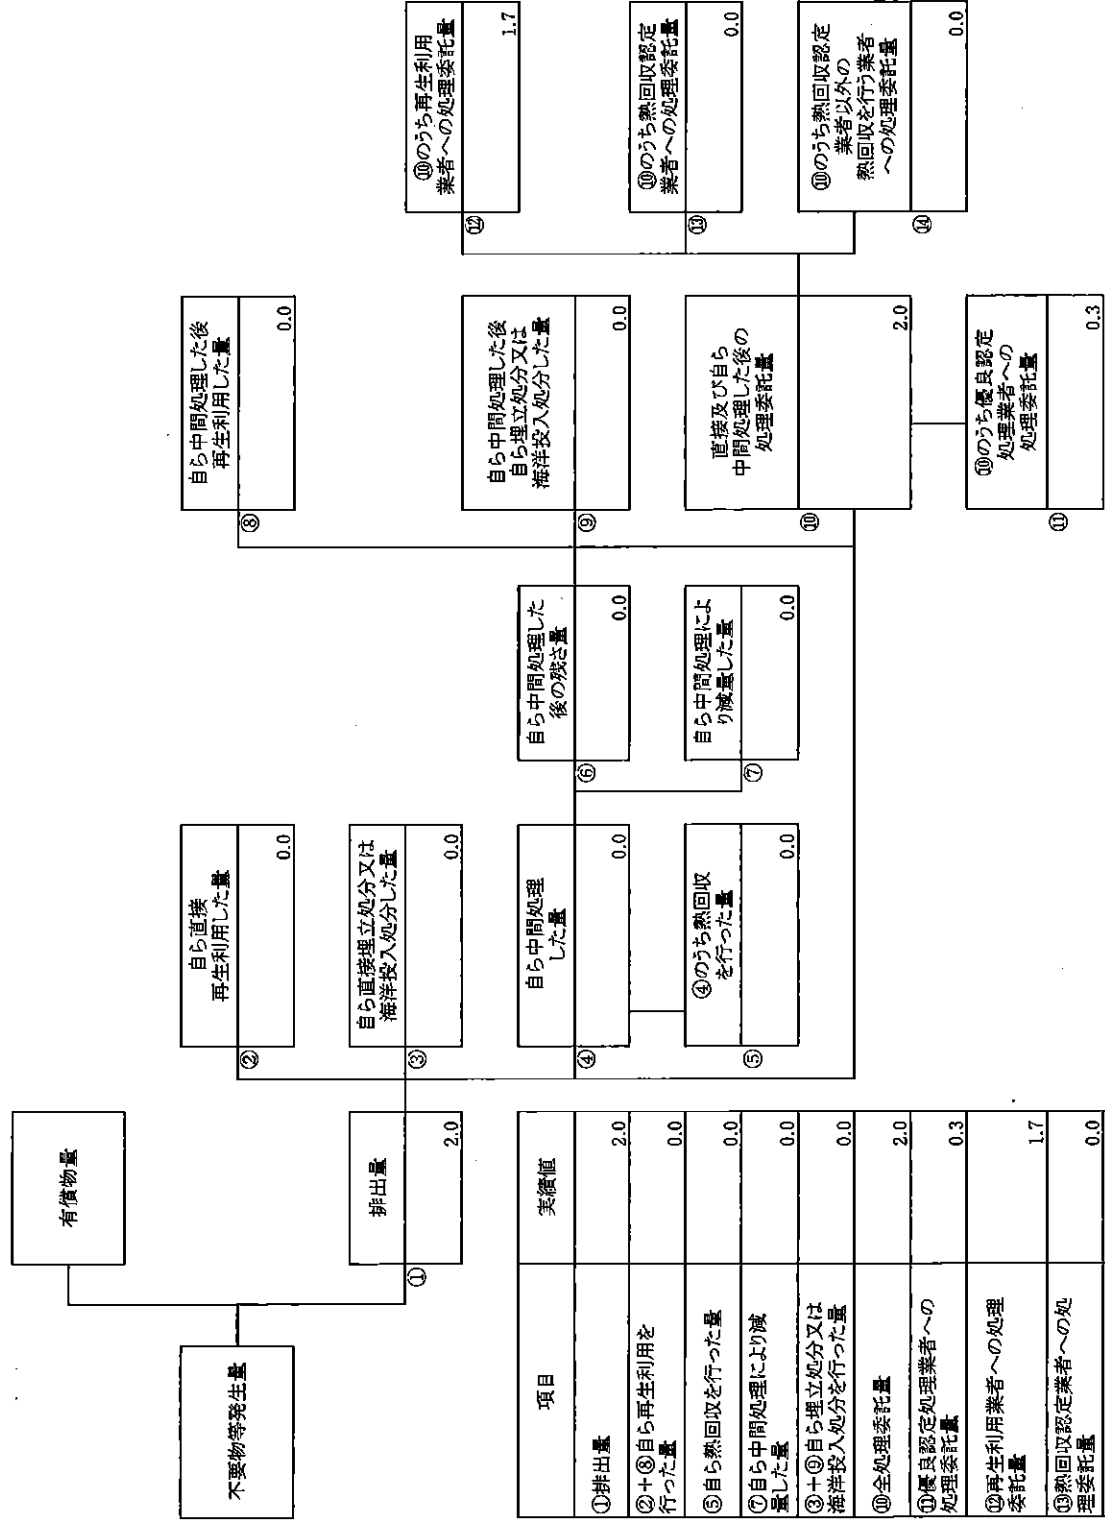 不要物等発生量
有償物量
排出量
①
2.0
自ら直接
再生利用した量
②
0.0
自ら直接埋立処分又は
海洋投入処分した量
③
0.0
自ら中間処理
した量
④
0.0
④のうち熱回収
を行った量
⑤
0.0
自ら中間処理した
後の残さ量
⑥
0.0
自ら中間処理によ
り減量した量
⑦
0.0
自ら中間処理した後
再生利用した量
⑧
0.0
自ら中間処理した後
自ら埋立処分又は
海洋投入処分した量
⑨
0.0
直接及び自ら
中間処理した後の
処理委託量
⑩
2.0
⑩のうち優良認定
処理業者への
処理委託量
⑪
0.3
⑩のうち再生利用
業者への処理委託量
⑫
1.7
⑩のうち熱回収認定
業者への処理委託量
⑬
0.0
⑩のうち熱回収認定
業者以外の
熱回収を行う業者
への処理委託量
⑭
0.0
項目 実績値
①排出量 2.0
②+⑧自ら再生利用を
行った量 0.0
⑤自ら熱回収を行った量 0.0
⑦自ら中間処理により減
量した量 0.0
③+⑨自ら埋立処分又は
海洋投入処分を行った量 0.0
⑩全処理委託量 2.0
⑪優良認定処理業者への
処理委託量 0.3
⑫再生利用業者への処理
委託量 1.7
⑬熱回収認定業者への処
理委託量 0.0